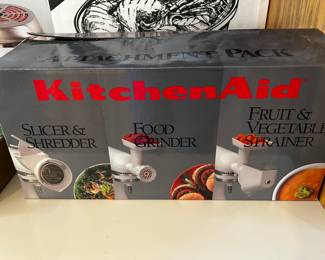 ATTACHMENT PACK
KitchenAid
SLICER &
SHREDDER
FOOD
GRINDER
FRUIT &
VEGETABLE
STRAINER